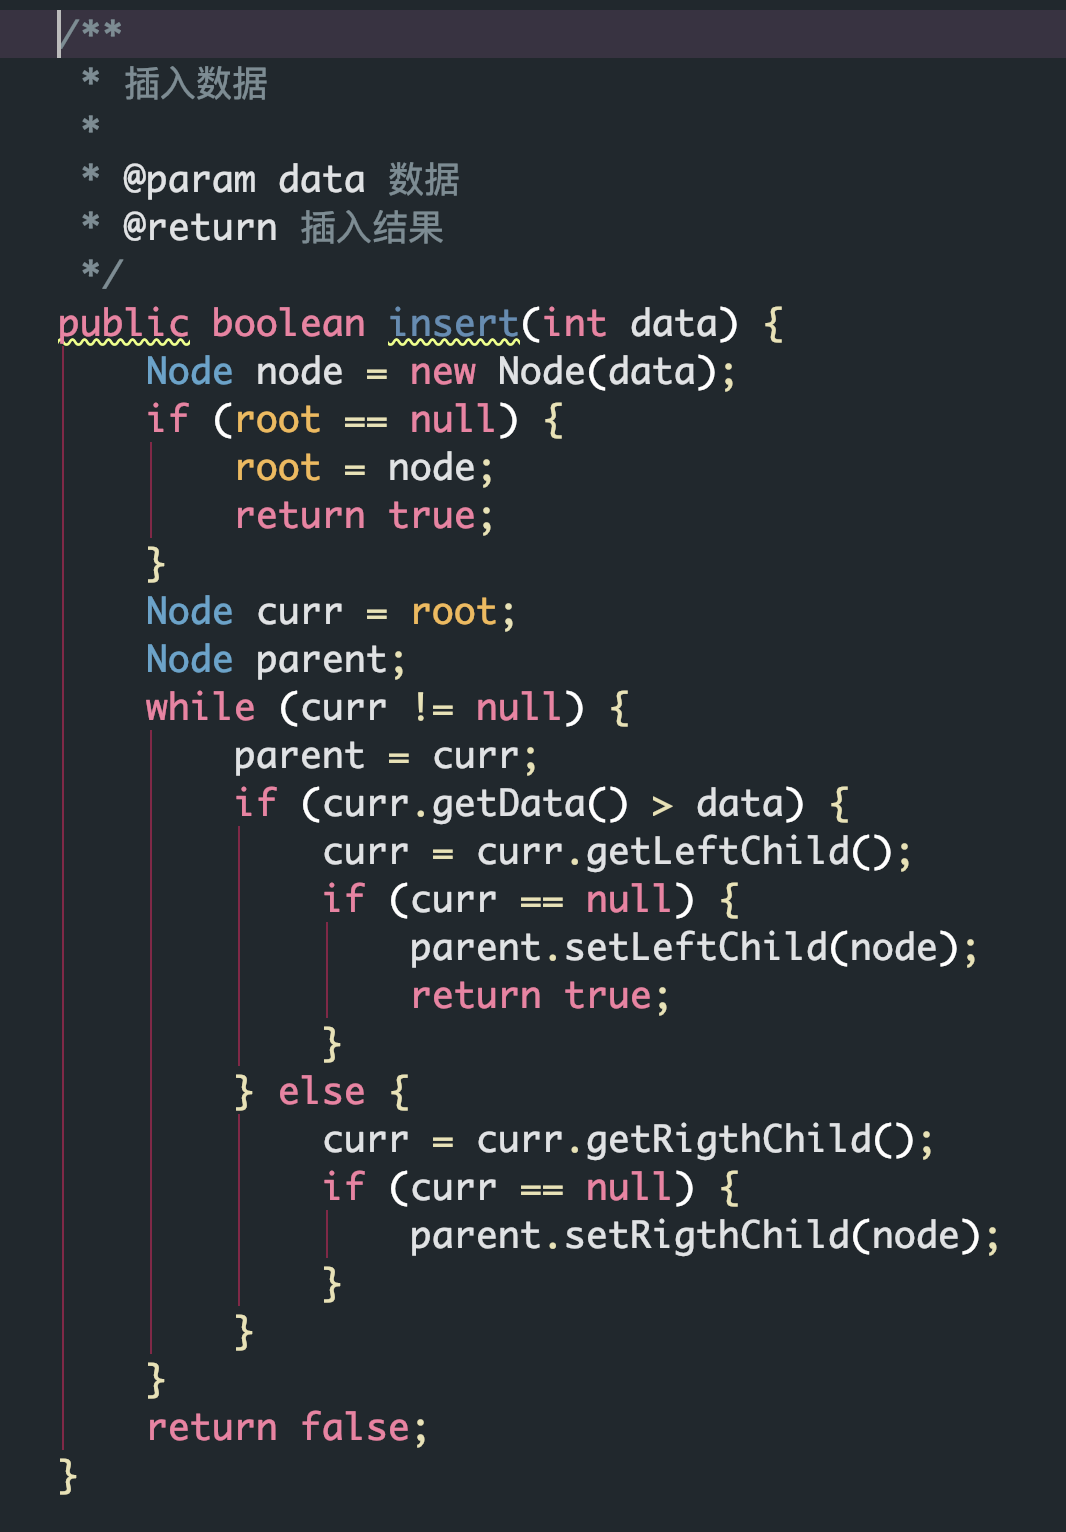 /**
 * 插入数据
 *
 * @param data 数据
 * @return 插入结果
 */
public boolean insert(int data) {
    Node node = new Node(data);
    if (root == null) {
        root = node;
        return true;
    }
    Node curr = root;
    Node parent;
    while (curr != null) {
        parent = curr;
        if (curr.getData() > data) {
            curr = curr.getLeftChild();
            if (curr == null) {
                parent.setLeftChild(node);
                return true;
            }
        } else {
            curr = curr.getRigthChild();
            if (curr == null) {
                parent.setRigthChild(node);
            }
        }
    }
    return false;
}